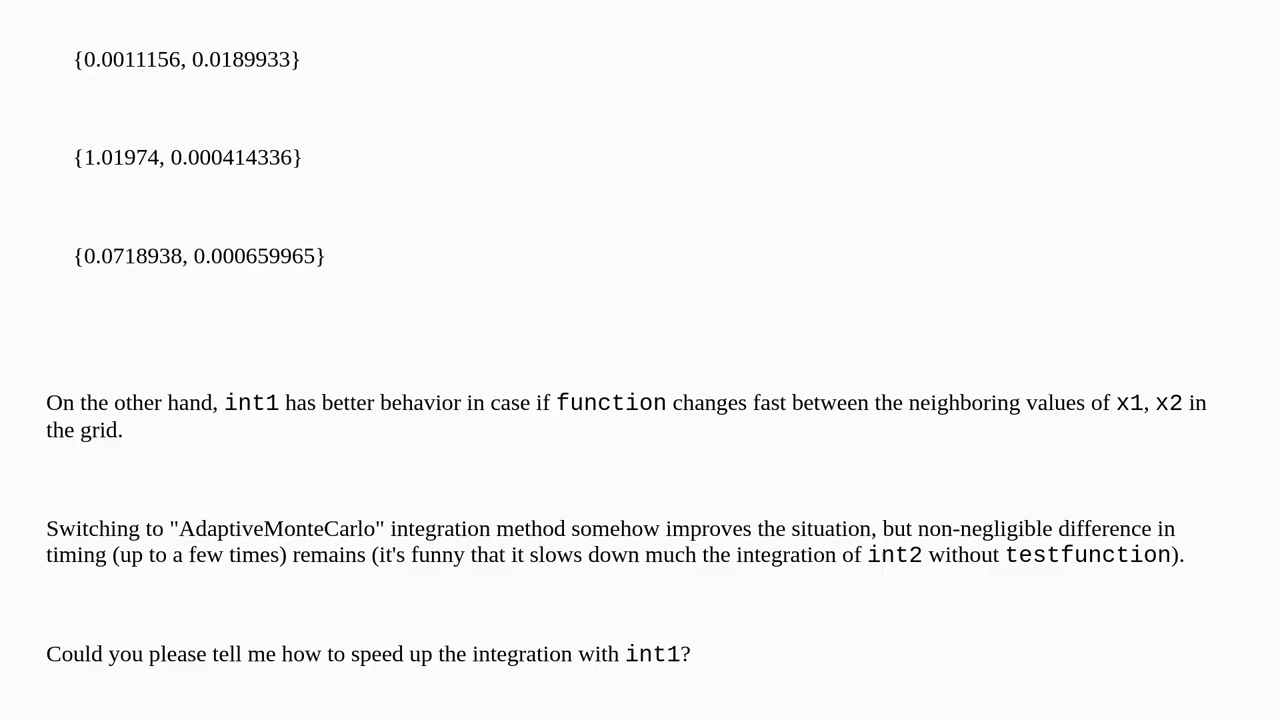 {0.0011156, 0.0189933}
{1.01974, 0.000414336}
{0.0718938, 0.000659965}
On the other hand, int1 has better behavior in case if function changes fast between the neighboring values of x1, x2 in
the grid.
Switching to "AdaptiveMonteCarlo" integration method somehow improves the situation, but non-negligible difference in
timing (up to a few times) remains (it's funny that it slows down much the integration of int2 without testfunction).
Could you please tell me how to speed up the integration with int1?